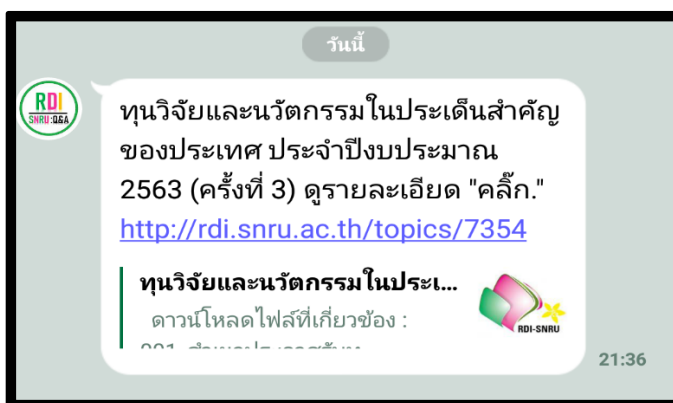 วันนี้
RDI
SNRU:Q&A
ทุนวิจัยและนวัตกรรมในประเด็นสำคัญ
ของประเทศ ประจำปีงบประมาณ
2563 (ครั้งที่ 3) ดูรายละเอียด "คลิ๊ก."
http://rdi.snru.ac.th/topics/7354
ทุนวิจัยและนวัตกรรมในประเ...
ดาวน์โหลดไฟล์ที่เกี่ยวข้อง :
RDI-SNRU
21:36